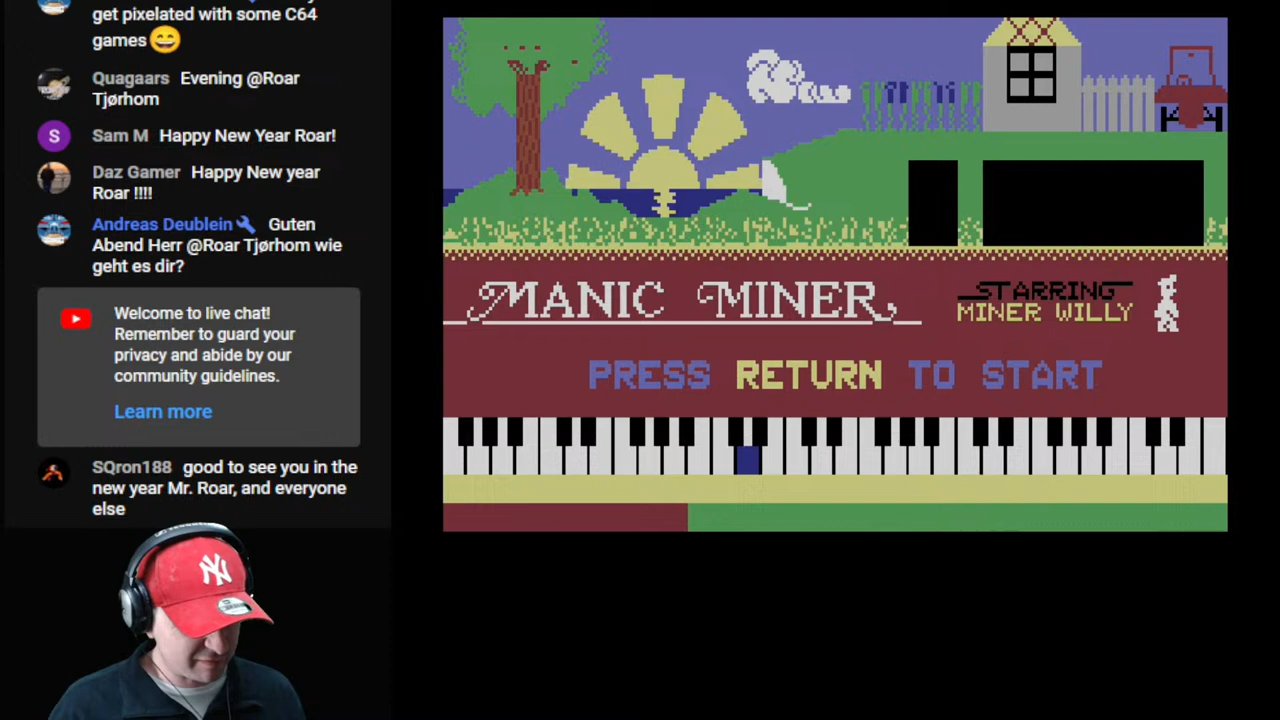 get pixelated with some C64
games
Quagaars Evening @Roar
Tjørhom
S Sam M Happy New Year Roar!
Daz Gamer Happy New year
Roar !!!!
Andreas Deublein Guten
Abend Herr @Roar Tjørhom wie
geht es dir?
Welcome to live chat!
Remember to guard your
privacy and abide by our
community guidelines.
Learn more
SQron188 good to see you in the
new year Mr. Roar, and everyone
else
NY
MANIC MINER
STARRING
MINER WILLY
PRESS RETURN TO START